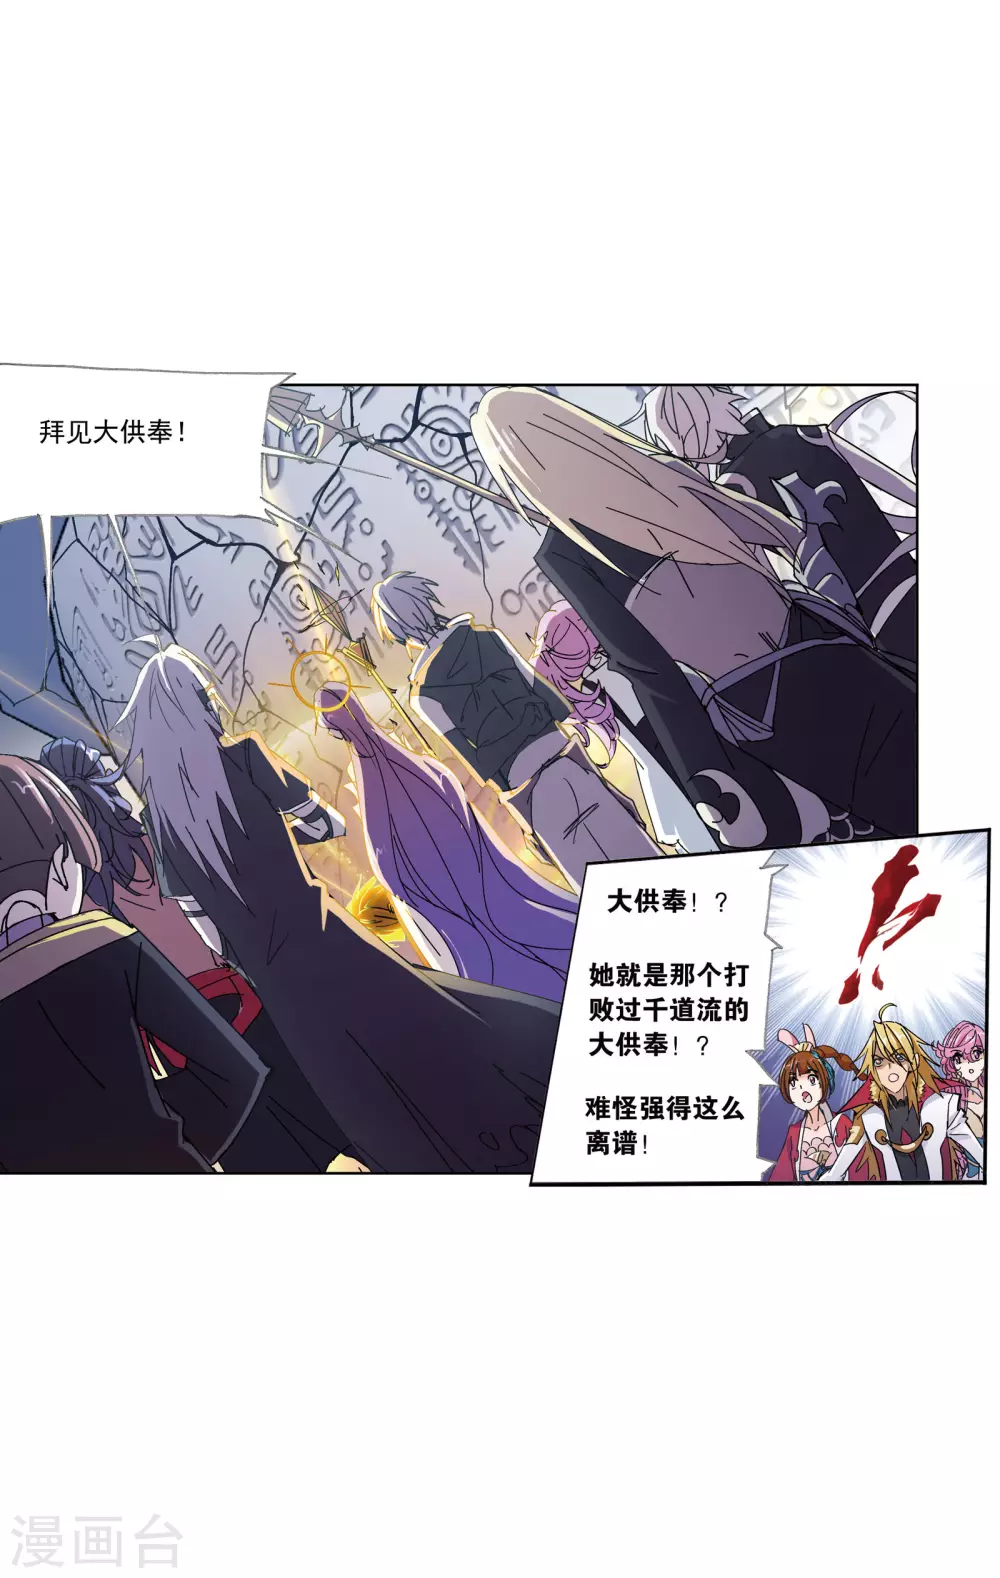 拜见大供奉！
大供奉！？
她就是那个打
败过千道流的
大供奉！？
难怪强得这么
离谱！
漫画台